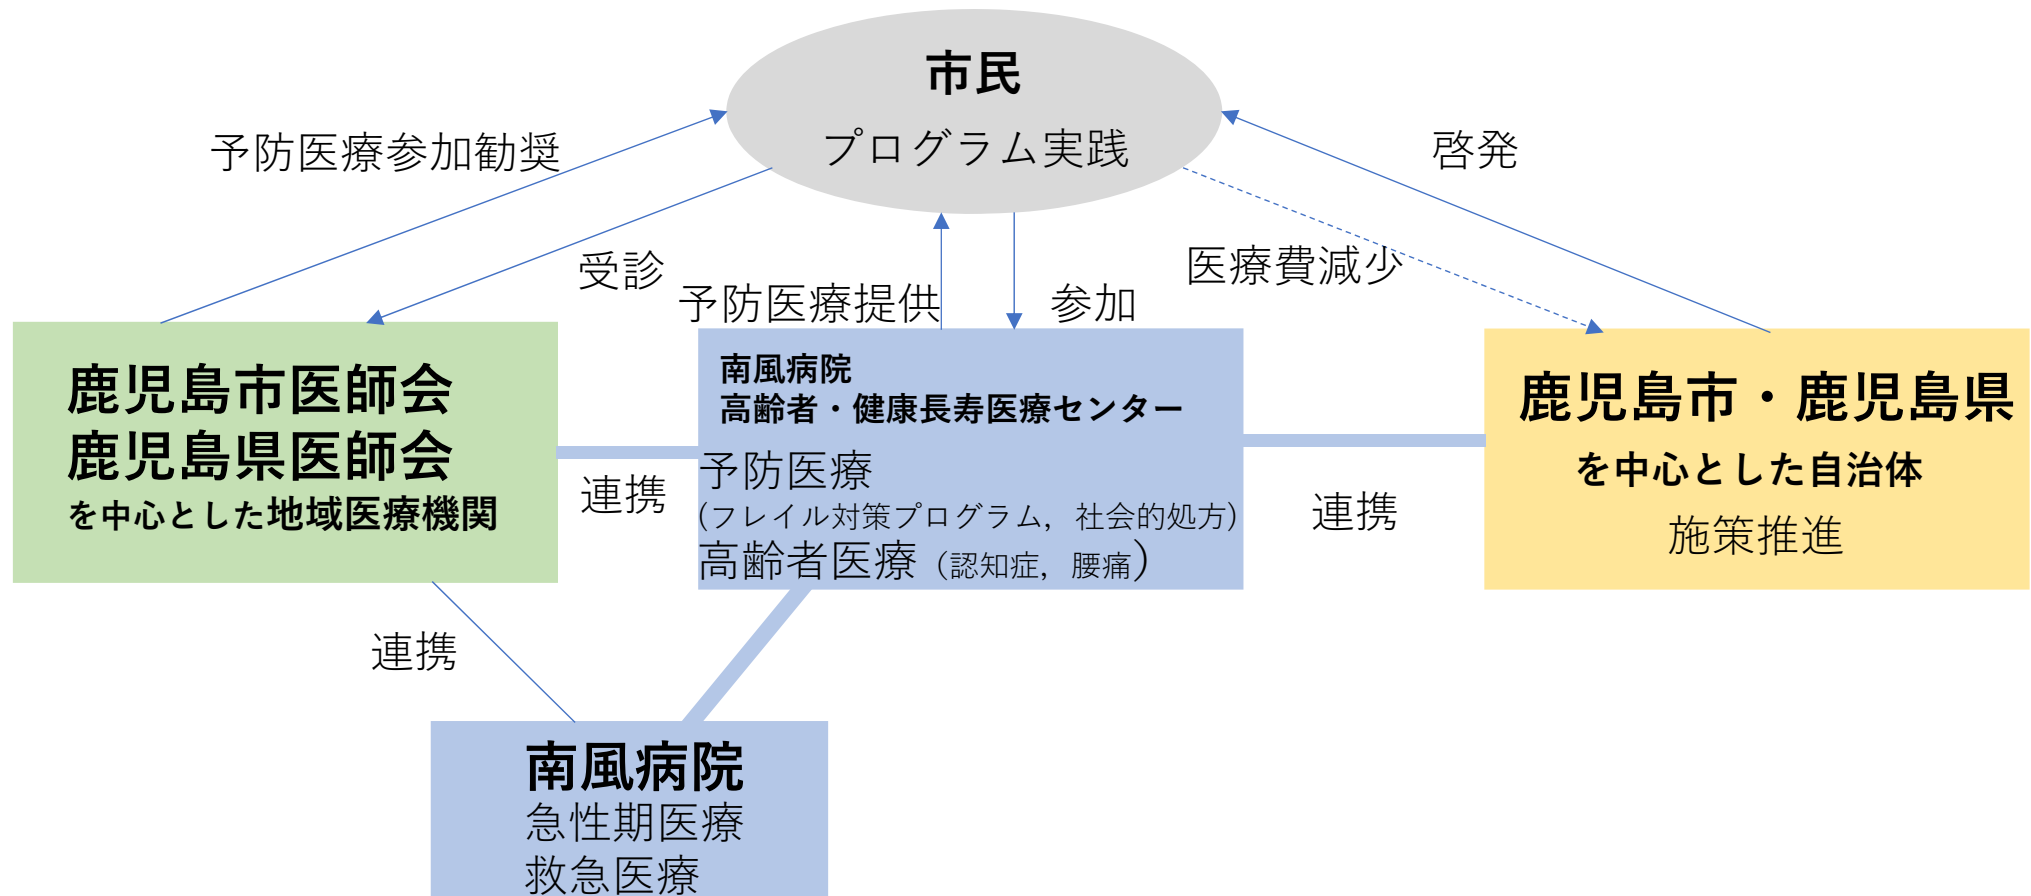 市民
プログラム実践
予防医療参加勧奨
啓発
受診
医療費減少
予防医療提供
参加
鹿児島市医師会
鹿児島県医師会
を中心とした地域医療機関
連携
南風病院
高齢者・健康長寿医療センター
予防医療
(フレイル対策プログラム，社会的処方)
高齢者医療（認知症，腰痛）
連携
鹿児島市・鹿児島県
を中心とした自治体
施策推進
連携
南風病院
急性期医療
救急医療